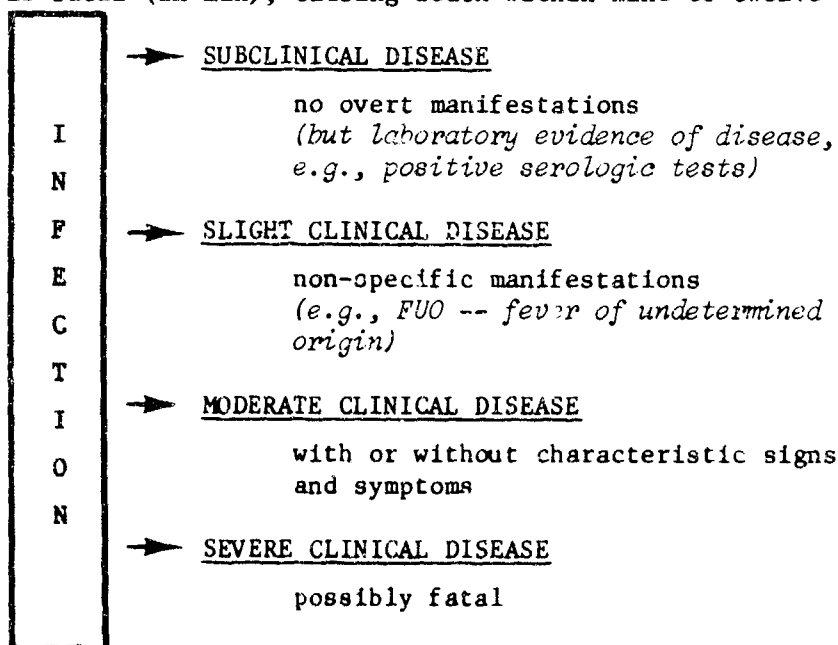 SUBCLINICAL DISEASE
no overt manifestations
(but laboratory evidence of disease,
e.g., positive serologic tests)
SLIGHT CLINICAL DISEASE
non-specific manifestations
(e.g., FUO -- fever of undetermined
origin)
MODERATE CLINICAL DISEASE
with or without characteristic signs
and symptoms
SEVERE CLINICAL DISEASE
possibly fatal
I
N
F
E
C
T
I
O
N